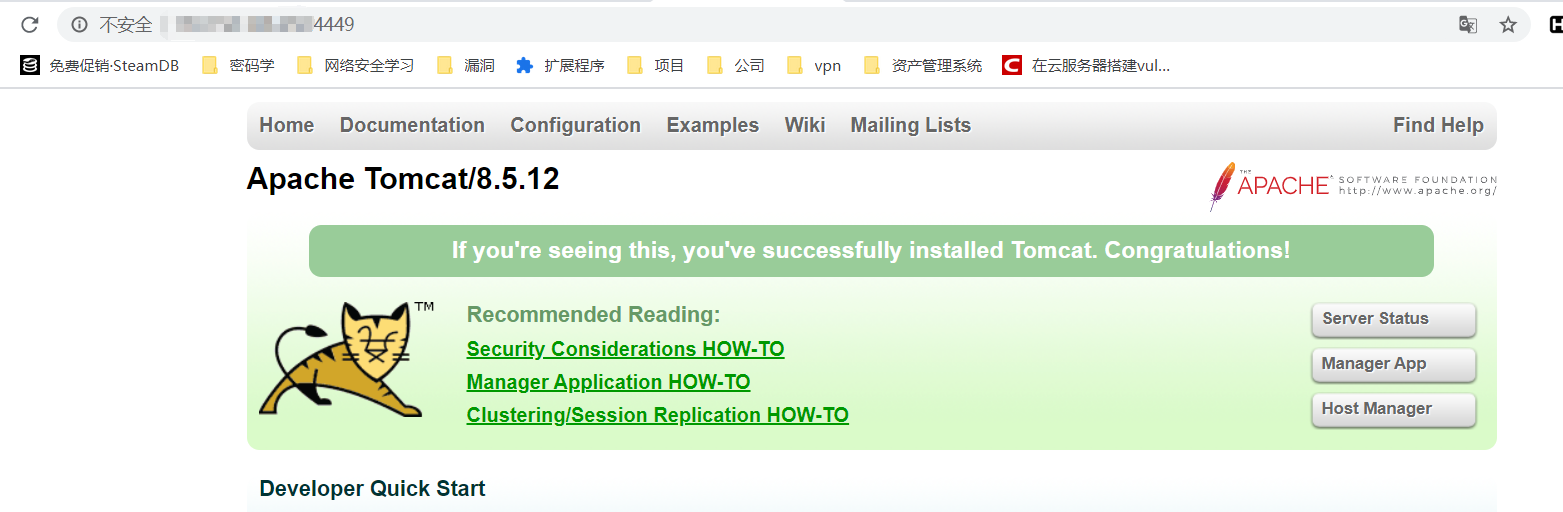 不安全 4449
免费促销·SteamDB 密码学 网络安全学习 漏洞 扩展程序 项目 公司 vpn 资产管理系统 在云服务器搭建vul...
Home Documentation Configuration Examples Wiki Mailing Lists Find Help
Apache Tomcat/8.5.12
THE APACHE SOFTWARE FOUNDATION
http://www.apache.org/
If you're seeing this, you've successfully installed Tomcat. Congratulations!
TM
Recommended Reading:
Security Considerations HOW-TO
Manager Application HOW-TO
Clustering/Session Replication HOW-TO
Server Status
Manager App
Host Manager
Developer Quick Start